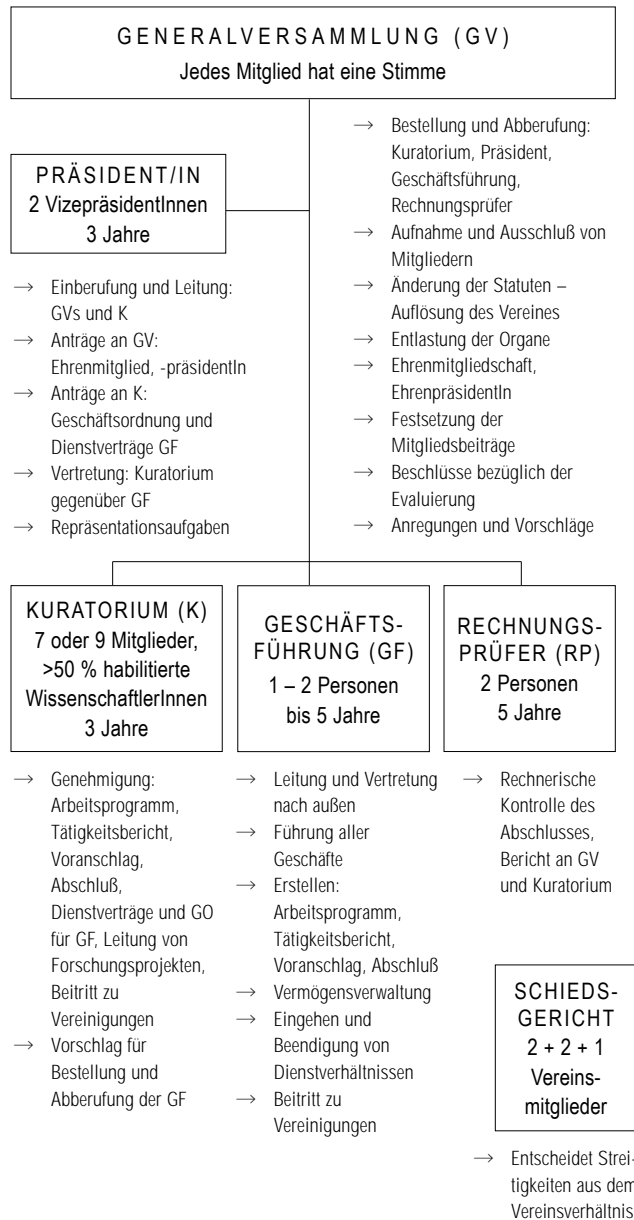 GENERALVERSAMMLUNG (GV)
Jedes Mitglied hat eine Stimme
PRÄSIDENT/IN
2 VizepräsidentInnen
3 Jahre
→ Einberufung und Leitung:
GVs und K
→ Anträge an GV:
Ehrenmitglied, -präsidentIn
→ Anträge an K:
Geschäftsordnung und
Dienstverträge GF
→ Vertretung: Kuratorium
gegenüber GF
→ Repräsentationsaufgaben
→ Bestellung und Abberufung:
Kuratorium, Präsident,
Geschäftsführung,
Rechnungsprüfer
→ Aufnahme und Ausschluß von
Mitgliedern
→ Änderung der Statuten –
Auflösung des Vereines
→ Entlastung der Organe
→ Ehrenmitgliedschaft,
EhrenpräsidentIn
→ Festsetzung der
Mitgliedsbeiträge
→ Beschlüsse bezüglich der
Evaluierung
→ Anregungen und Vorschläge
KURATORIUM (K)
7 oder 9 Mitglieder,
>50 % habilitierte
WissenschaftlerInnen
3 Jahre
→ Genehmigung:
Arbeitsprogramm,
Tätigkeitsbericht,
Voranschlag,
Abschluß,
Dienstverträge und GO
für GF, Leitung von
Forschungsprojekten,
Beitritt zu
Vereinigungen
→ Vorschlag für
Bestellung und
Abberufung der GF
GESCHÄFTS-
FÜHRUNG (GF)
1 – 2 Personen
bis 5 Jahre
→ Leitung und Vertretung
nach außen
→ Führung aller
Geschäfte
→ Erstellen:
Arbeitsprogramm,
Tätigkeitsbericht,
Voranschlag, Abschluß
→ Vermögensverwaltung
→ Eingehen und
Beendigung von
Dienstverhältnissen
→ Beitritt zu
Vereinigungen
RECHNUNGS-
PRÜFER (RP)
2 Personen
5 Jahre
→ Rechnerische
Kontrolle des
Abschlusses,
Bericht an GV
und Kuratorium
SCHIEDS-
GERICHT
2 + 2 + 1
Vereins-
mitglieder
→ Entscheidet Strei-
tigkeiten aus dem
Vereinsverhältnis